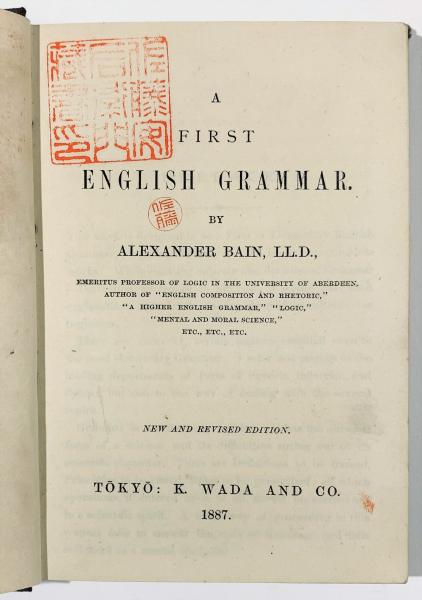 A
FIRST
ENGLISH GRAMMAR.
佐藤
BY
ALEXANDER BAIN, LL.D.,
EMERITUS PROFESSOR OF LOGIC IN THE UNIVERSITY OF ABERDEEN,
AUTHOR OF "ENGLISH COMPOSITION AND RHETORIC,"
"A HIGHER ENGLISH GRAMMAR," "LOGIC,"
"MENTAL AND MORAL SCIENCE,"
ETC., ETC., ETC.
NEW AND REVISED EDITION.
TŌKYŌ: K. WADA AND CO.
1887.